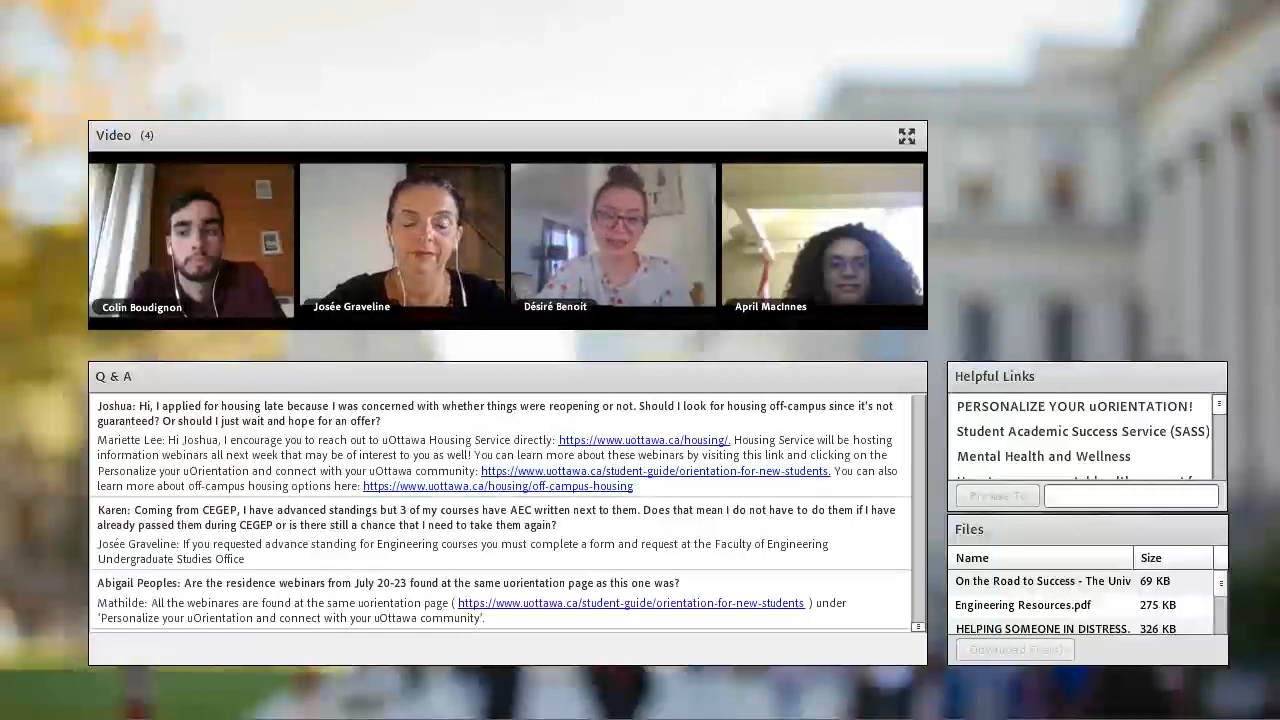 Video (4)
Colin Boudignon
Josée Graveline
Désiré Benoit
April MacInnes
Q & A
Joshua: Hi, I applied for housing late because I was concerned with whether things were reopening or not. Should I look for housing off-campus since it's not
guaranteed? Or should I just wait and hope for an offer?
Mariette Lee: Hi Joshua, I encourage you to reach out to uOttawa Housing Service directly: https://www.uottawa.ca/housing/. Housing Service will be hosting
information webinars all next week that may be of interest to you as well! You can learn more about these webinars by visiting this link and clicking on the
Personalize your uOrientation and connect with your uOttawa community: https://www.uottawa.ca/student-guide/orientation-for-new-students. You can also
learn more about off-campus housing options here: https://www.uottawa.ca/housing/off-campus-housing
Karen: Coming from CEGEP, I have advanced standings but 3 of my courses have AEC written next to them. Does that mean I do not have to do them if I have
already passed them during CEGEP or is there still a chance that I need to take them again?
Josée Graveline: If you requested advance standing for Engineering courses you must complete a form and request at the Faculty of Engineering
Undergraduate Studies Office
Abigail Peoples: Are the residence webinars from July 20-23 found at the same uorientation page as this one was?
Mathilde: All the webinares are found at the same uorientation page ( https://www.uottawa.ca/student-guide/orientation-for-new-students ) under
'Personalize your uOrientation and connect with your uOttawa community'.
Helpful Links
PERSONALIZE YOUR uORIENTATION!
Student Academic Success Service (SASS)
Mental Health and Wellness
Browse To
Files
Name Size
On the Road to Success - The Univ 69 KB
Engineering Resources.pdf 275 KB
HELPING SOMEONE IN DISTRESS. 326 KB
Download File(s)